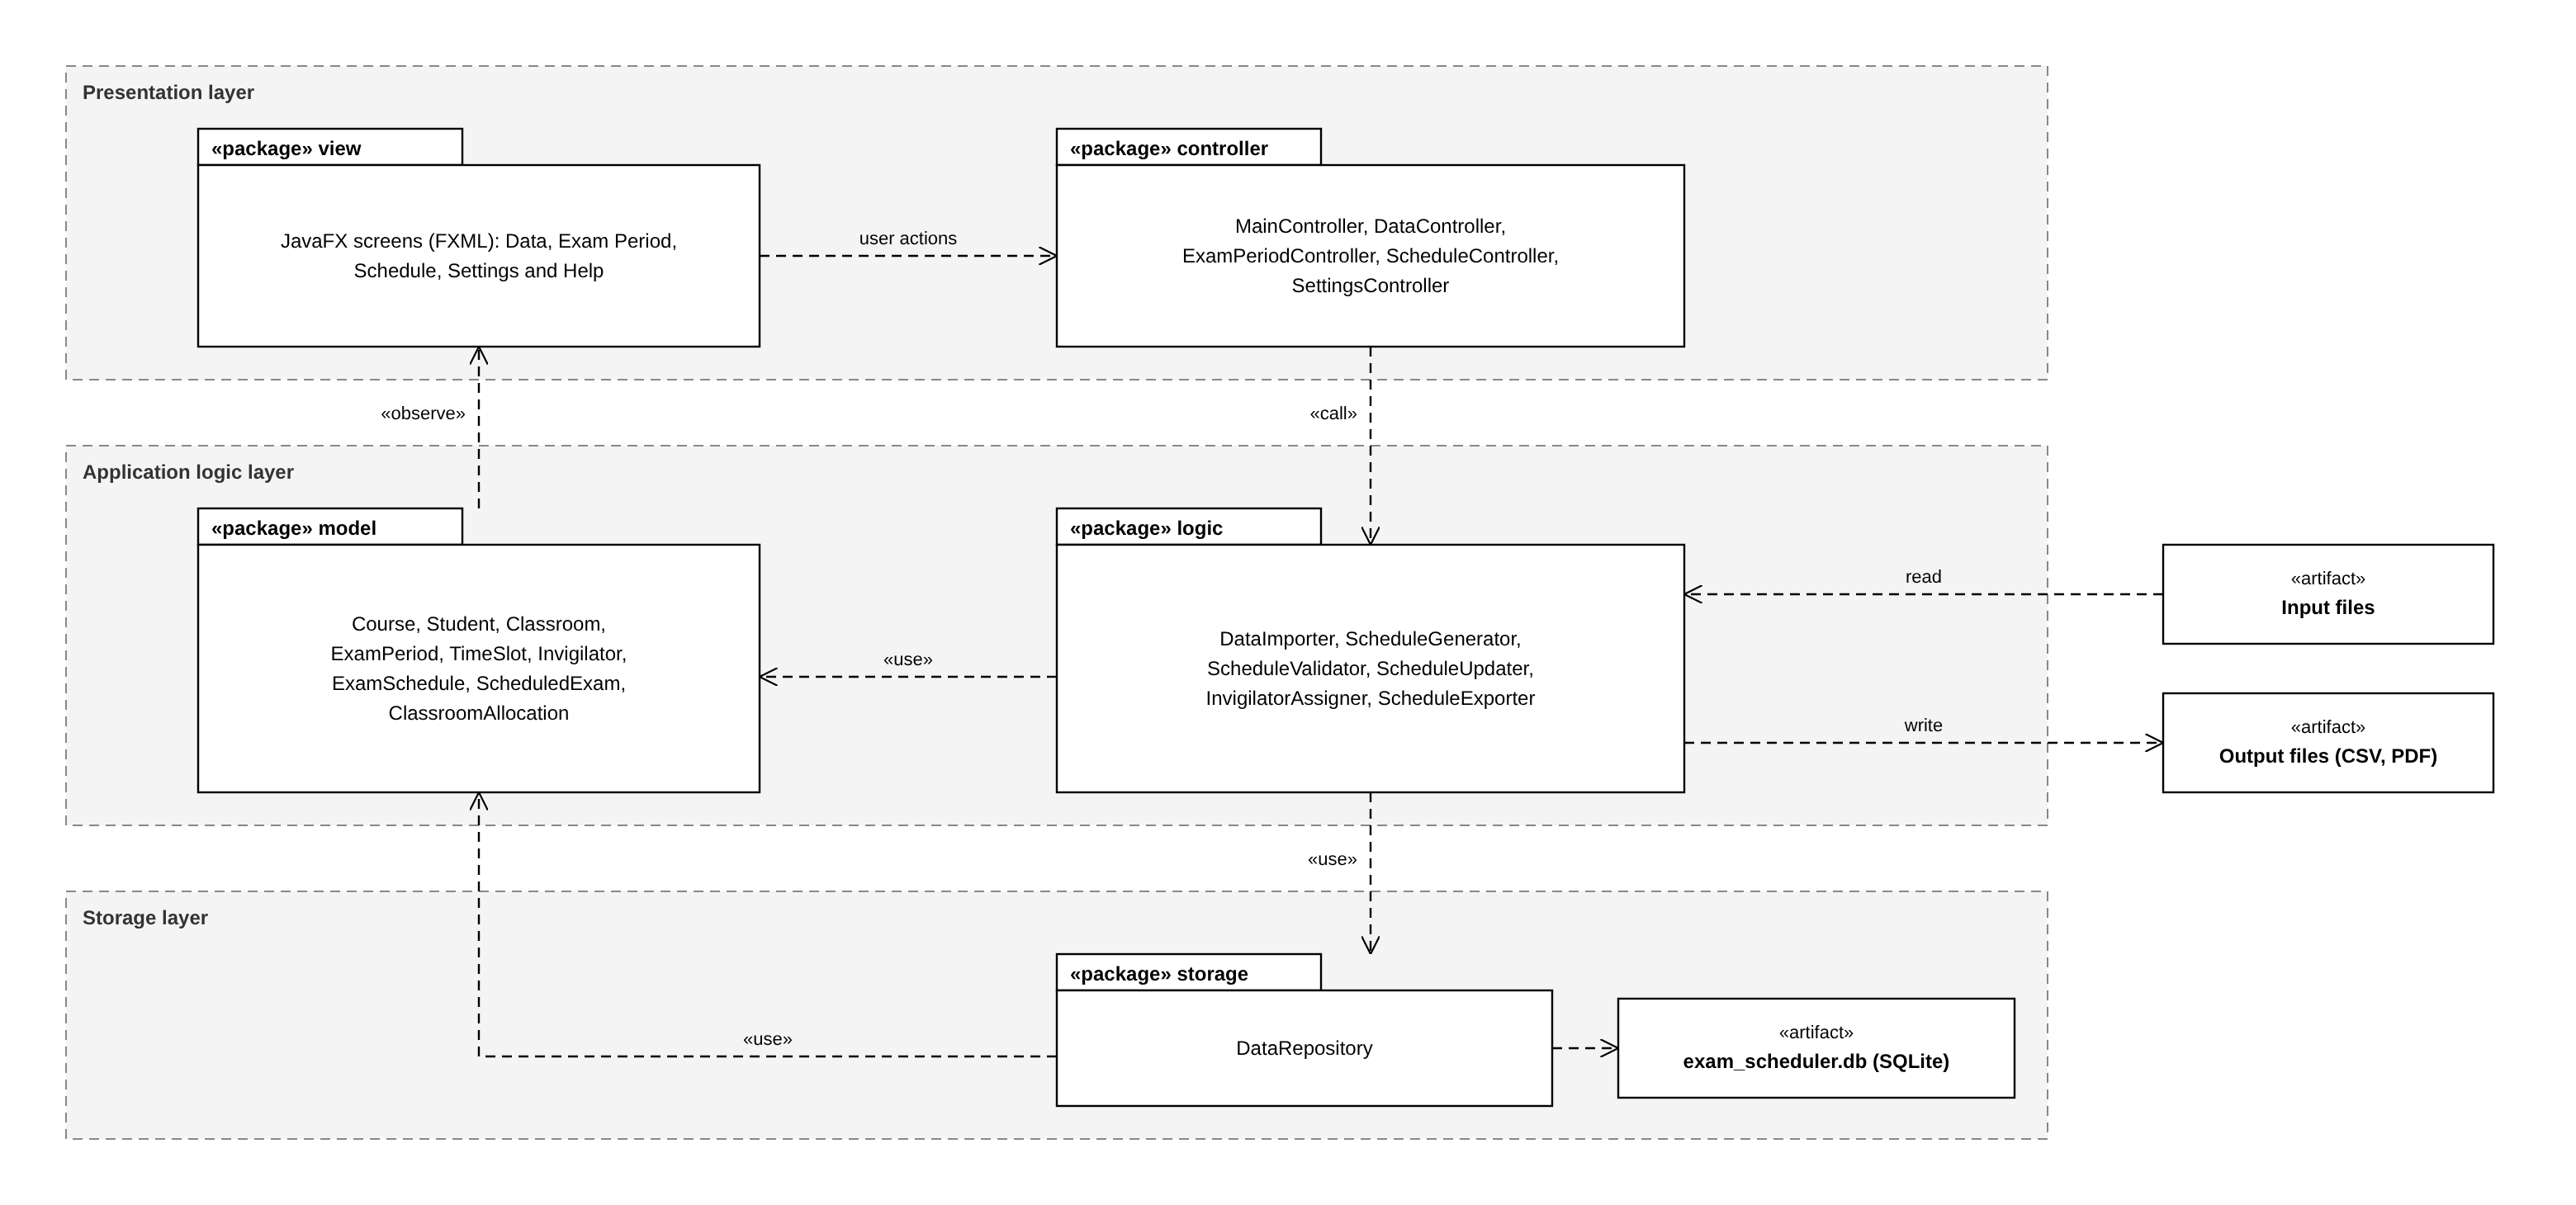 Presentation layer
«package» view
«package» controller
JavaFX screens (FXML): Data, Exam Period,
Schedule, Settings and Help
user actions
MainController, DataController,
ExamPeriodController, ScheduleController,
SettingsController
«observe»
«call»
Application logic layer
«package» model
«package» logic
Course, Student, Classroom,
ExamPeriod, TimeSlot, Invigilator,
ExamSchedule, ScheduledExam,
ClassroomAllocation
«use»
DataImporter, ScheduleGenerator,
ScheduleValidator, ScheduleUpdater,
InvigilatorAssigner, ScheduleExporter
read
«artifact»
Input files
write
«artifact»
Output files (CSV, PDF)
«use»
Storage layer
«package» storage
«use»
DataRepository
«artifact»
exam_scheduler.db (SQLite)